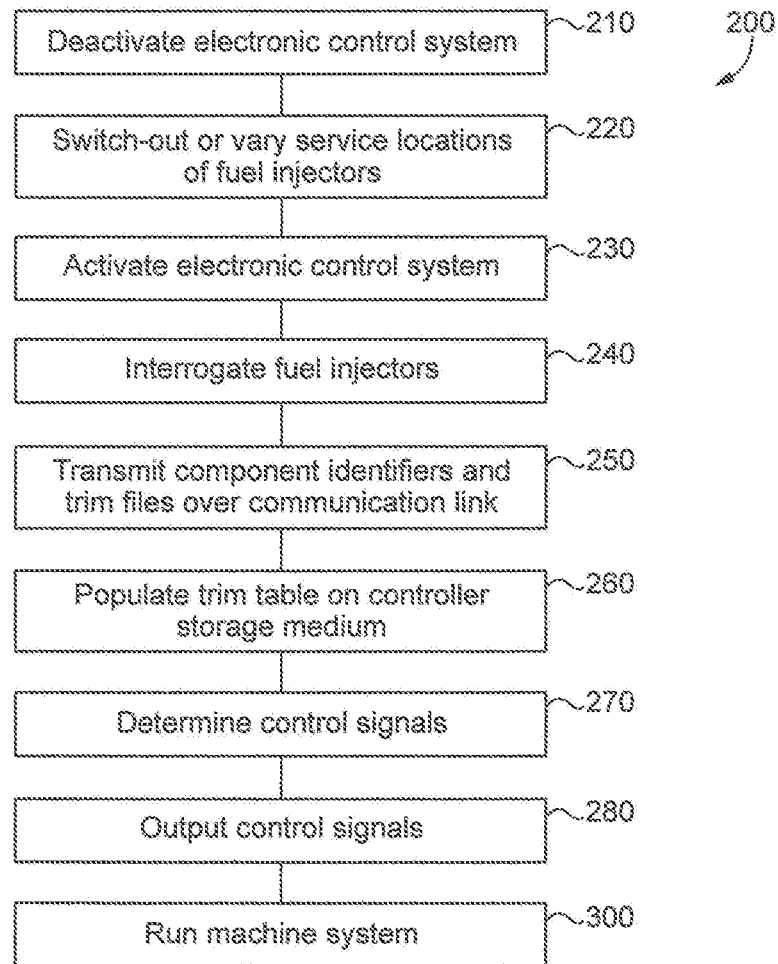 200
Deactivate electronic control system 210
Switch-out or vary service locations 220
of fuel injectors
Activate electronic control system 230
Interrogate fuel injectors 240
Transmit component identifiers and 250
trim files over communication link
Populate trim table on controller 260
storage medium
Determine control signals 270
Output control signals 280
Run machine system 300